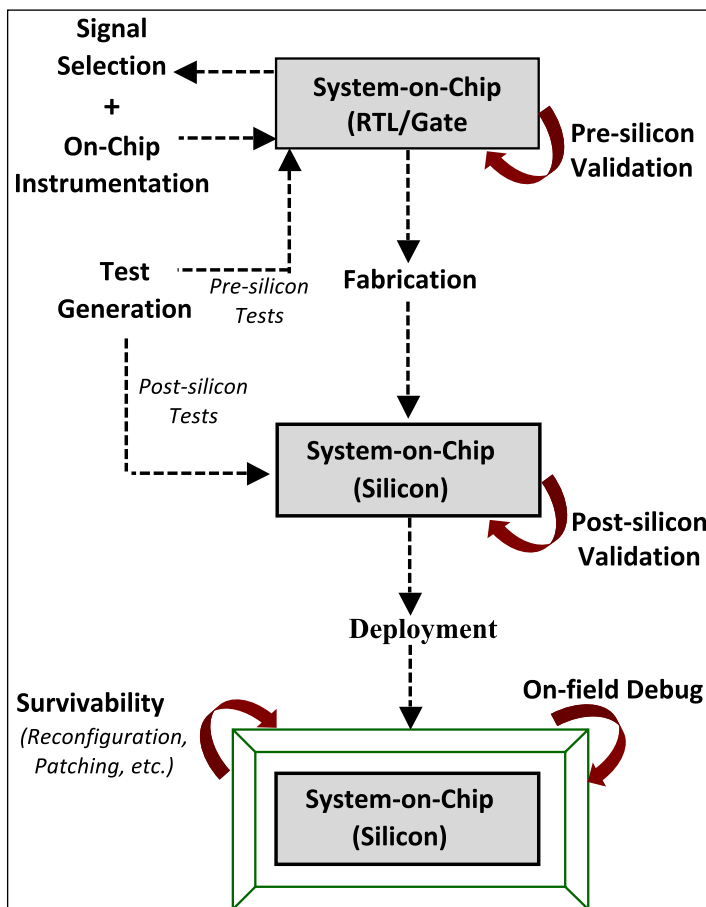 Signal
Selection
+
On-Chip
Instrumentation
System-on-Chip
(RTL/Gate
Pre-silicon
Validation
Test
Generation
Pre-silicon
Tests
Fabrication
Post-silicon
Tests
System-on-Chip
(Silicon)
Post-silicon
Validation
Deployment
Survivability
(Reconfiguration,
Patching, etc.)
On-field Debug
System-on-Chip
(Silicon)